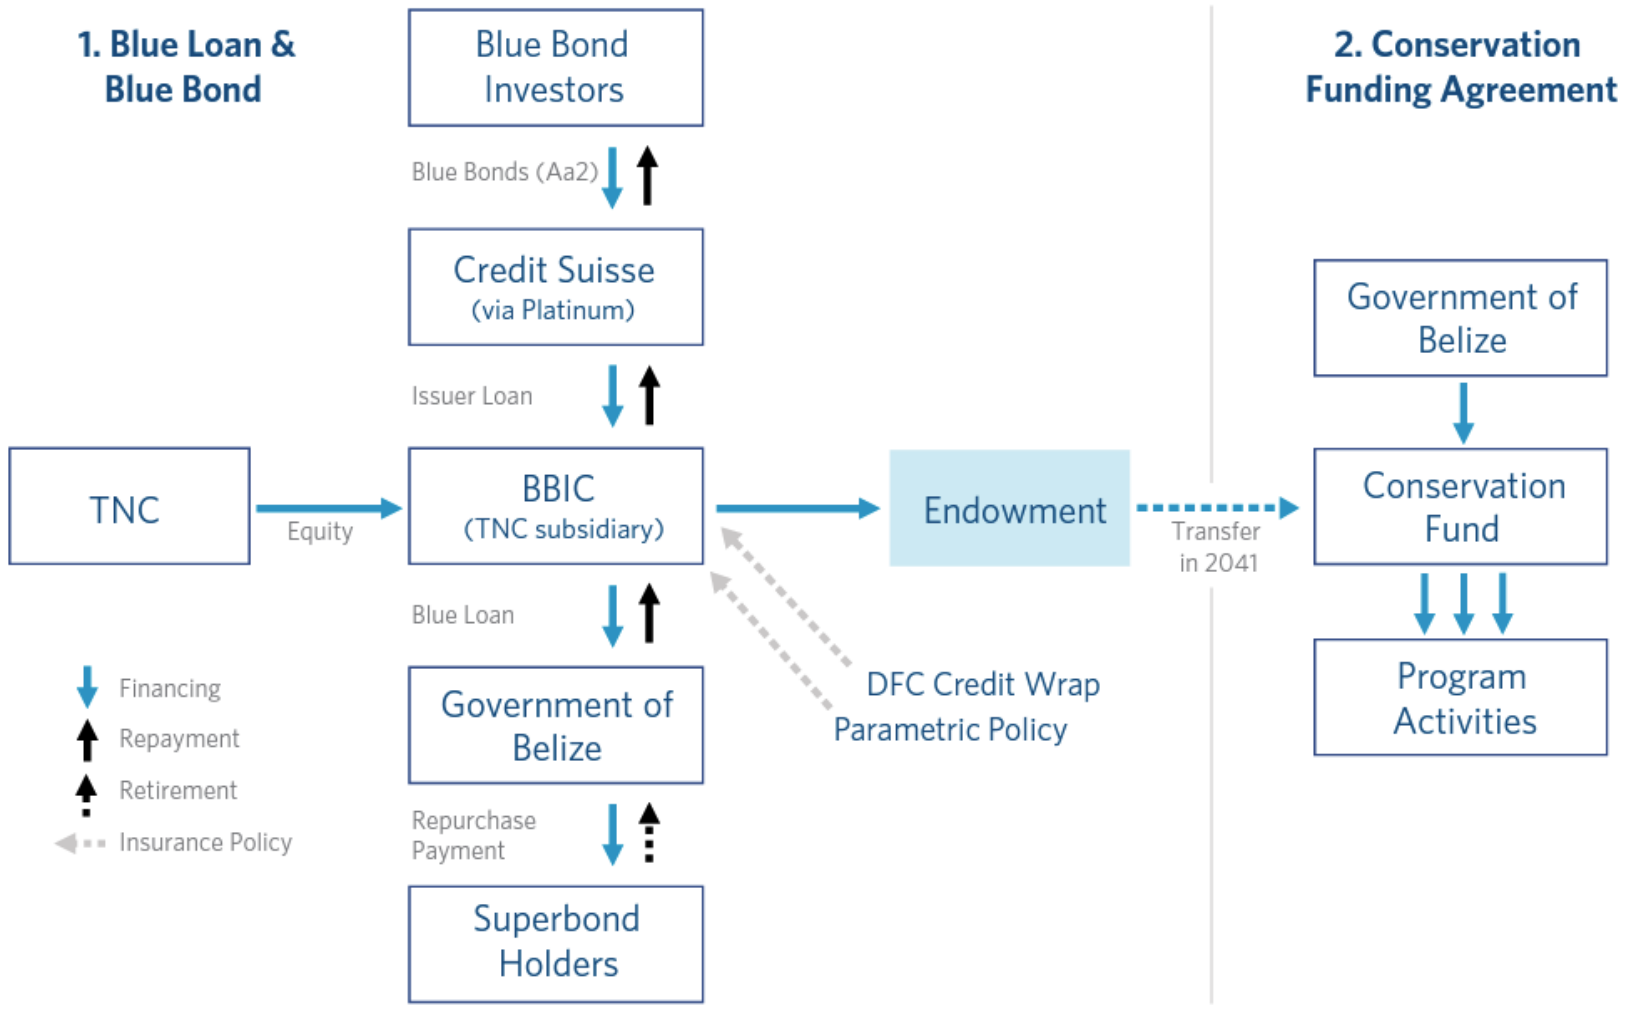 1. Blue Loan &
Blue Bond
Blue Bond
Investors
Blue Bonds (Aa2)
Credit Suisse
(via Platinum)
Issuer Loan
TNC
Equity
BBIC
(TNC subsidiary)
Endowment
Transfer
in 2041
Blue Loan
DFC Credit Wrap
Parametric Policy
Government of
Belize
Repurchase
Payment
Superbond
Holders
Financing
Repayment
Retirement
Insurance Policy
2. Conservation
Funding Agreement
Government of
Belize
Conservation
Fund
Program
Activities